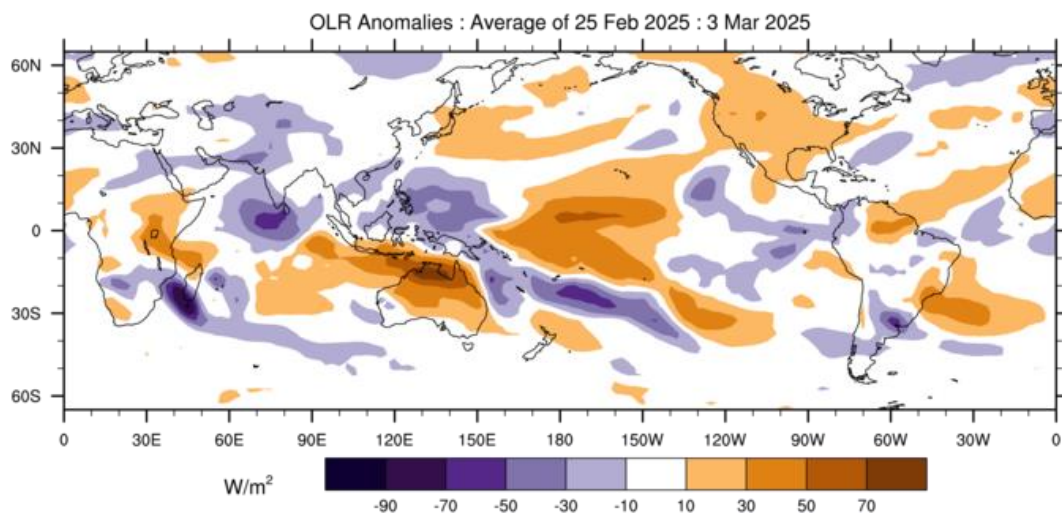 OLR Anomalies : Average of 25 Feb 2025 : 3 Mar 2025
60N
30N
0
30S
60S
0 30E 60E 90E 120E 150E 180 150W 120W 90W 60W 30W 0
W/m²
-90 -70 -50 -30 -10 10 30 50 70